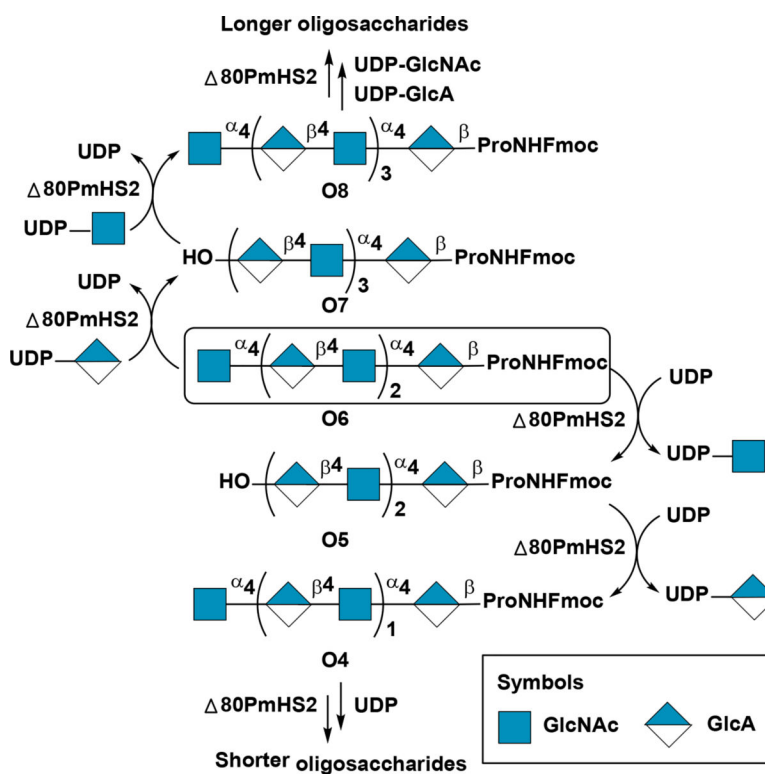 Longer oligosaccharides
Δ80PmHS2
UDP-GlcNAc
UDP-GlcA
α4 β4 α4 β ProNHFmoc
3
O8
UDP
Δ80PmHS2
UDP
HO β4 α4 β ProNHFmoc
3
O7
UDP
Δ80PmHS2
UDP
α4 β4 α4 β ProNHFmoc
2
O6
UDP
Δ80PmHS2
UDP
HO β4 α4 β ProNHFmoc
2
O5
UDP
Δ80PmHS2
UDP
α4 β4 α4 β ProNHFmoc
1
O4
Δ80PmHS2 UDP
Shorter oligosaccharides
Symbols
GlcNAc GlcA